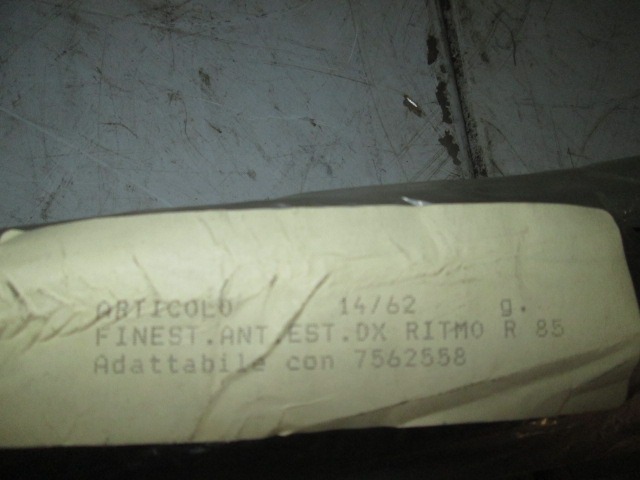 ARTICOLO 14/62 g.
FINEST.ANT.EST.DX RITMO R 85
Adattabile con 7562558